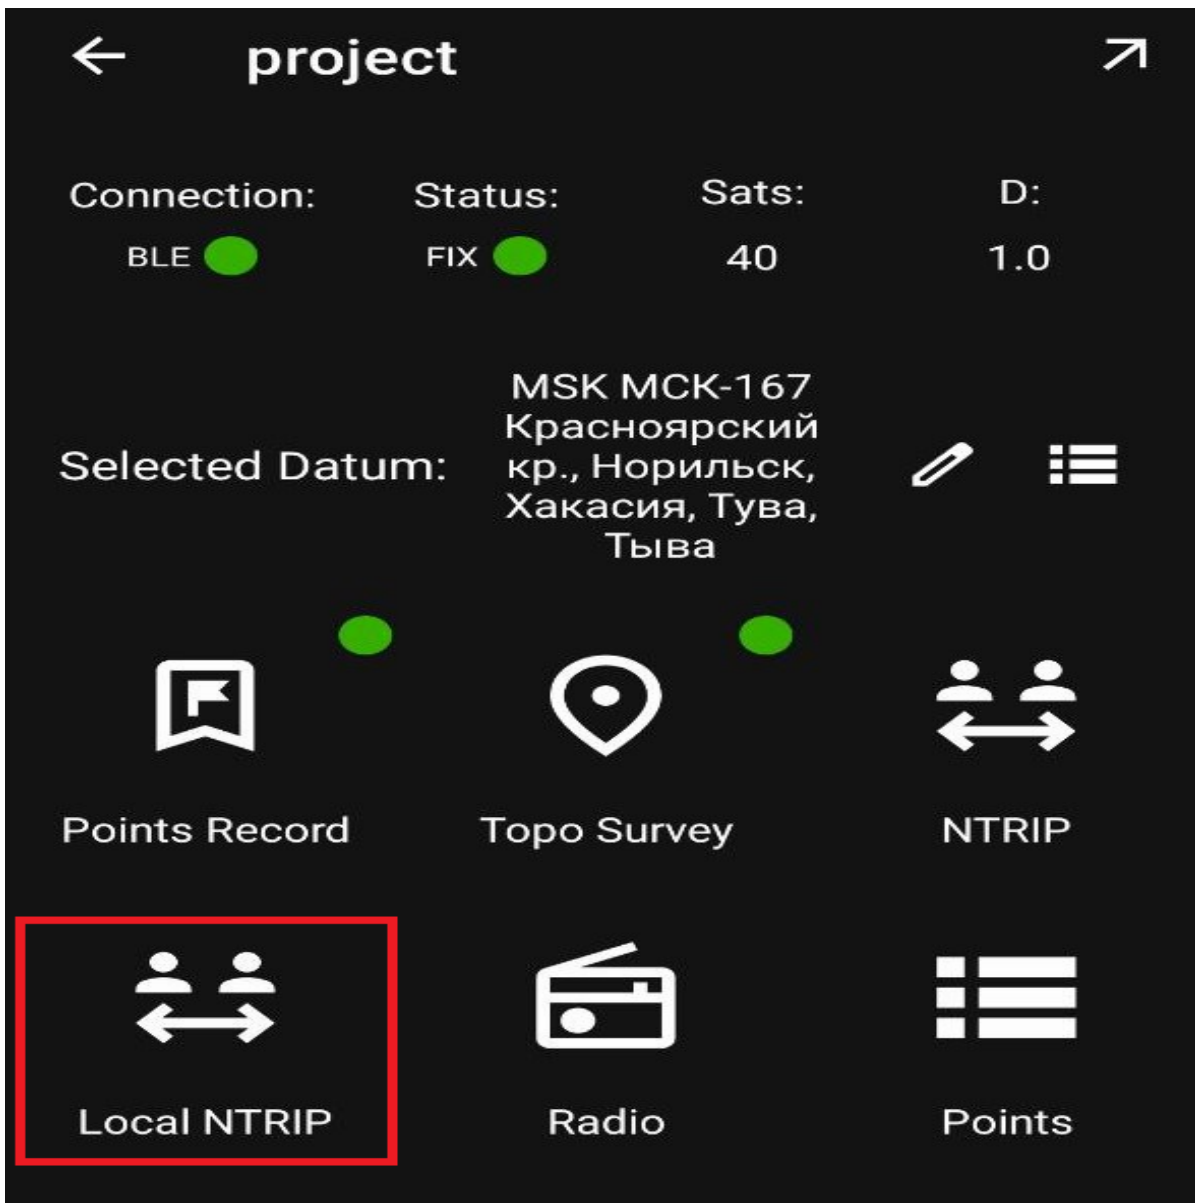 project
Connection: Status: Sats: D:
BLE FIX 40 1.0
Selected Datum:
MSK МСК-167
Красноярский
кр., Норильск,
Хакасия, Тува,
Тыва
Points Record Topo Survey NTRIP
Local NTRIP Radio Points